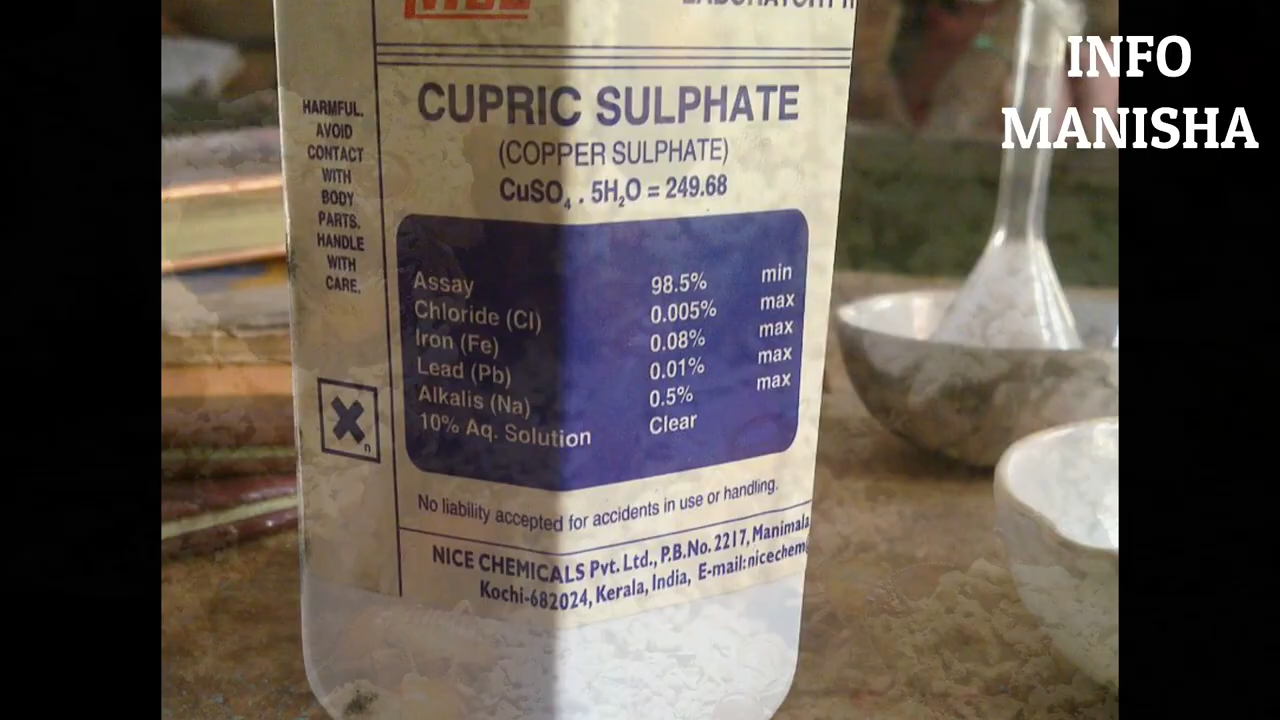 INFO
MANISHA
CUPRIC SULPHATE
(COPPER SULPHATE)
CuSO₄ . 5H₂O = 249.68
HARMFUL.
AVOID
CONTACT
WITH
BODY
PARTS.
HANDLE
WITH
CARE.
n
Assay 98.5% min
Chloride (Cl) 0.005% max
Iron (Fe) 0.08% max
Lead (Pb) 0.01% max
Alkalis (Na) 0.5% max
10% Aq. Solution Clear
No liability accepted for accidents in use or handling.
NICE CHEMICALS Pvt. Ltd., P.B.No. 2217, Manimala
Kochi-682024, Kerala, India, E-mail:nicechem